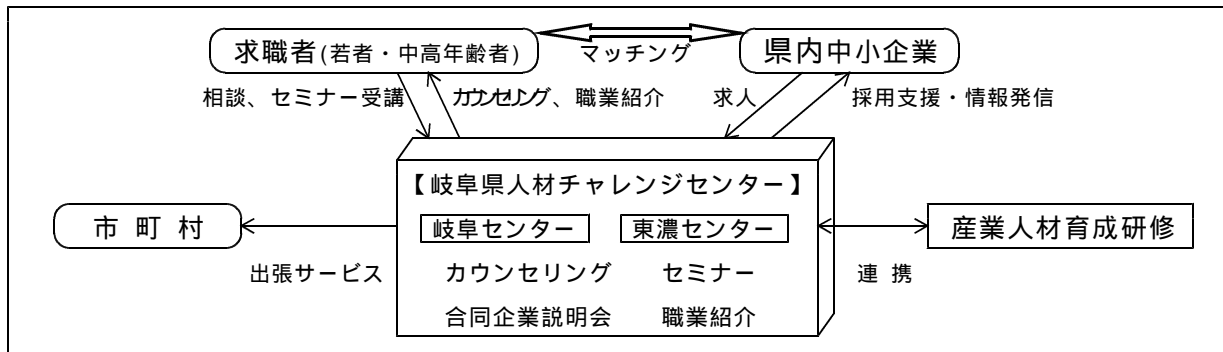 求職者(若者・中高年齢者)
マッチング
県内中小企業
相談、セミナー受講
カウンセリング、職業紹介
求人
採用支援・情報発信
【岐阜県人材チャレンジセンター】
市 町 村
岐阜センター
東濃センター
産業人材育成研修
出張サービス
カウンセリング
セミナー
連 携
合同企業説明会
職業紹介